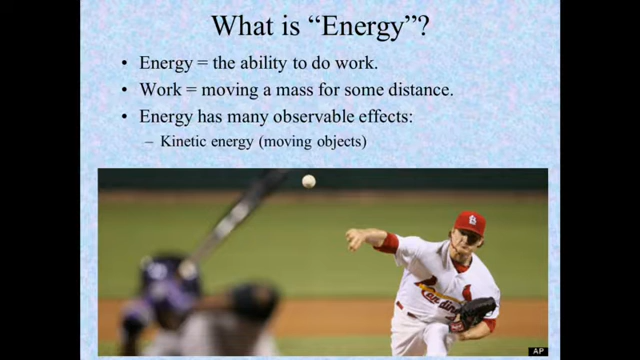 What is “Energy”?
• Energy = the ability to do work.
• Work = moving a mass for some distance.
• Energy has many observable effects:
– Kinetic energy (moving objects)
Cardinals
AP